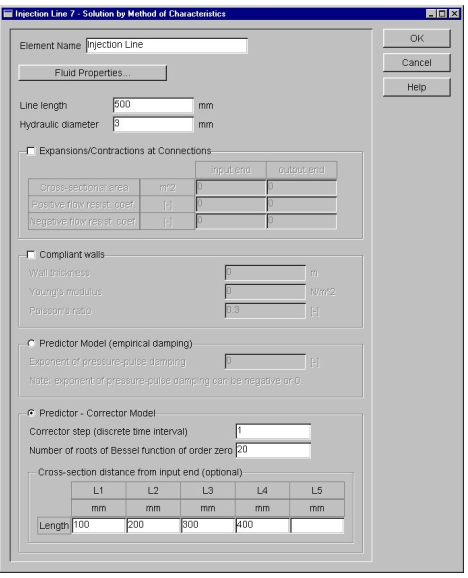 Injection Line 7 - Solution by Method of Characteristics
Element Name Injection Line
OK
Cancel
Help
Fluid Properties...
Line length 500 mm
Hydraulic diameter 3 mm
Expansions/Contractions at Connections
input end output end
Cross-sectional area m^2 0 0
Positive flow resist. coef. [-] 0 0
Negative flow resist. coef. [-] 0 0
Compliant walls
Wall thickness 0 m
Young's modulus 0 N/m^2
Poisson's ratio 0.3 [-]
Predictor Model (empirical damping)
Exponent of pressure-pulse damping 0 [-]
Note: exponent of pressure-pulse damping can be negative or 0.
Predictor - Corrector Model
Corrector step (discrete time interval) 1
Number of roots of Bessel function of order zero 20
Cross-section distance from input end (optional)
L1 L2 L3 L4 L5
mm mm mm mm mm
Length 100 200 300 400